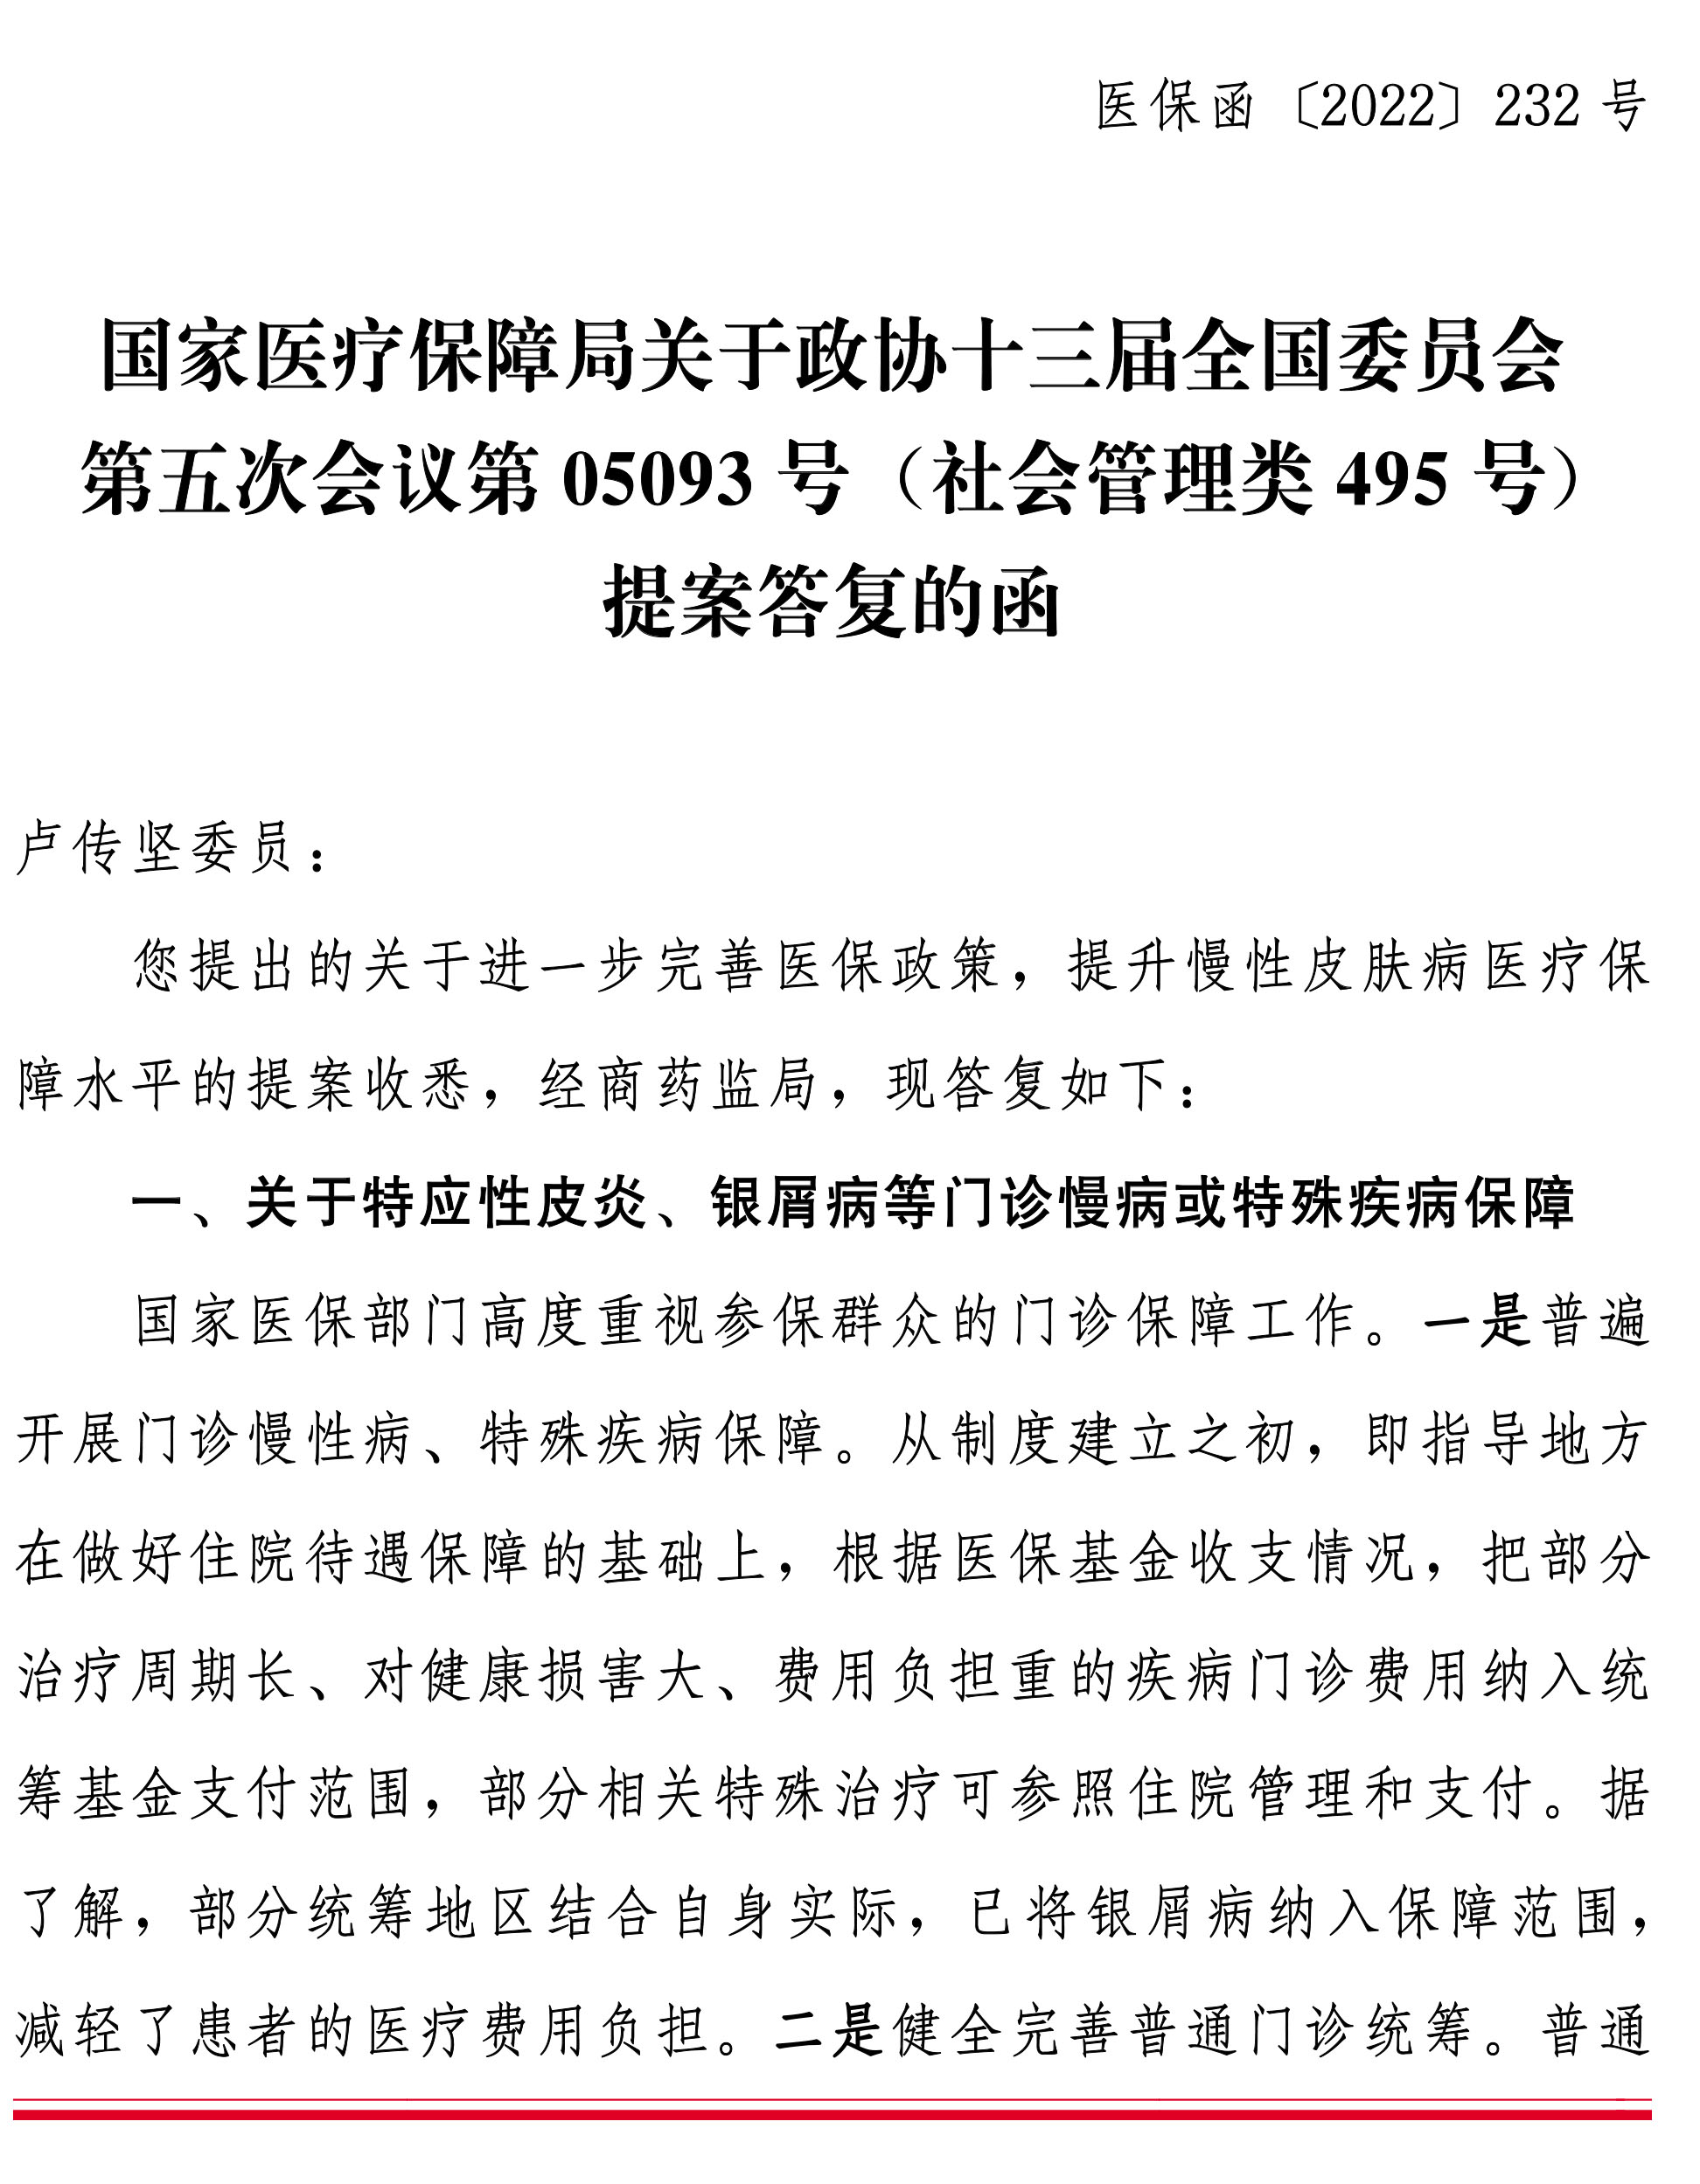 医保函〔2022〕232号
国家医疗保障局关于政协十三届全国委员会
第五次会议第05093号（社会管理类495号）
提案答复的函
卢传坚委员：
您提出的关于进一步完善医保政策，提升慢性皮肤病医疗保
障水平的提案收悉，经商药监局，现答复如下：
一、关于特应性皮炎、银屑病等门诊慢病或特殊疾病保障
国家医保部门高度重视参保群众的门诊保障工作。一是普遍
开展门诊慢性病、特殊疾病保障。从制度建立之初，即指导地方
在做好住院待遇保障的基础上，根据医保基金收支情况，把部分
治疗周期长、对健康损害大、费用负担重的疾病门诊费用纳入统
筹基金支付范围，部分相关特殊治疗可参照住院管理和支付。据
了解，部分统筹地区结合自身实际，已将银屑病纳入保障范围，
减轻了患者的医疗费用负担。二是健全完善普通门诊统筹。普通